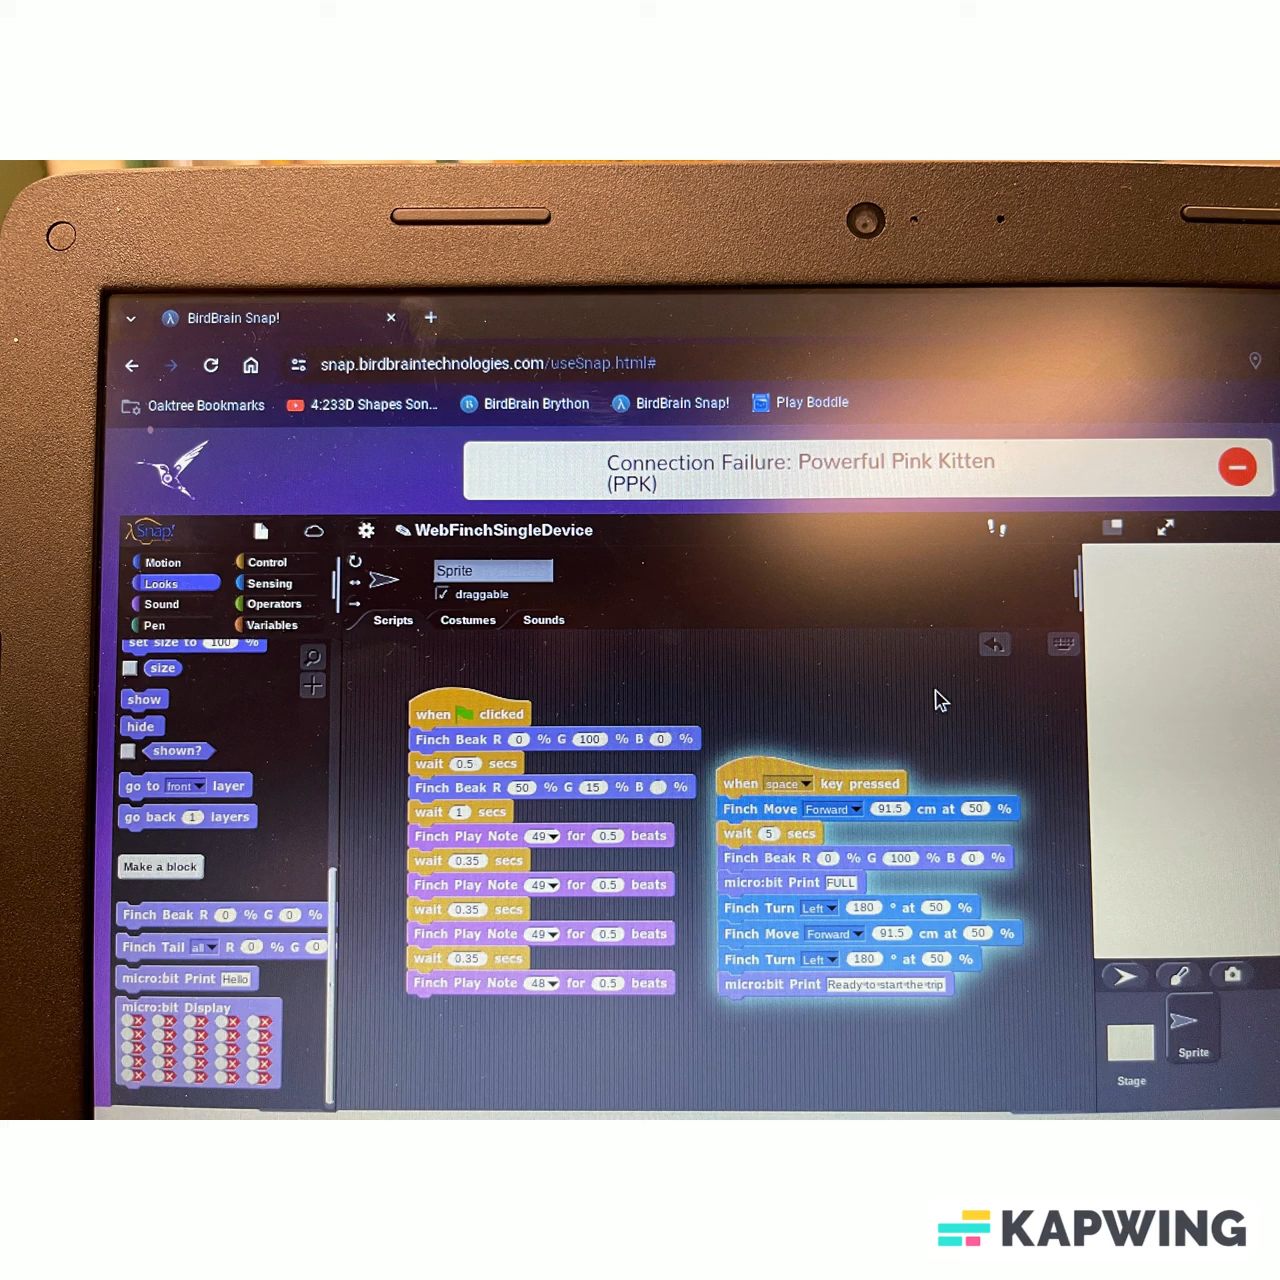 BirdBrain Snap!
snap.birdbraintechnologies.com/useSnap.html#
Oaktree Bookmarks 4:233D Shapes Son... BirdBrain Brython BirdBrain Snap! Play Boddle
Connection Failure: Powerful Pink Kitten
(PPK)
Snap! WebFinchSingleDevice
Motion Control
Looks Sensing
Sound Operators
Pen Variables
Sprite
draggable
Scripts Costumes Sounds
set size to 100 %
size
show
hide
shown?
go to front layer
go back 1 layers
Make a block
Finch Beak R 0 % G 0 %
Finch Tail all R 0 % G 0
micro:bit Print Hello
micro:bit Display
when clicked
Finch Beak R 0 % G 100 % B 0 %
wait 0.5 secs
Finch Beak R 50 % G 15 % B %
wait 1 secs
Finch Play Note 49 for 0.5 beats
wait 0.35 secs
Finch Play Note 49 for 0.5 beats
wait 0.35 secs
Finch Play Note 49 for 0.5 beats
wait 0.35 secs
Finch Play Note 48 for 0.5 beats
when space key pressed
Finch Move Forward 91.5 cm at 50 %
wait 5 secs
Finch Beak R 0 % G 100 % B 0 %
micro:bit Print FULL
Finch Turn Left 180 ° at 50 %
Finch Move Forward 91.5 cm at 50 %
Finch Turn Left 180 ° at 50 %
micro:bit Print Ready to start the trip
Sprite
Stage
KAPWING